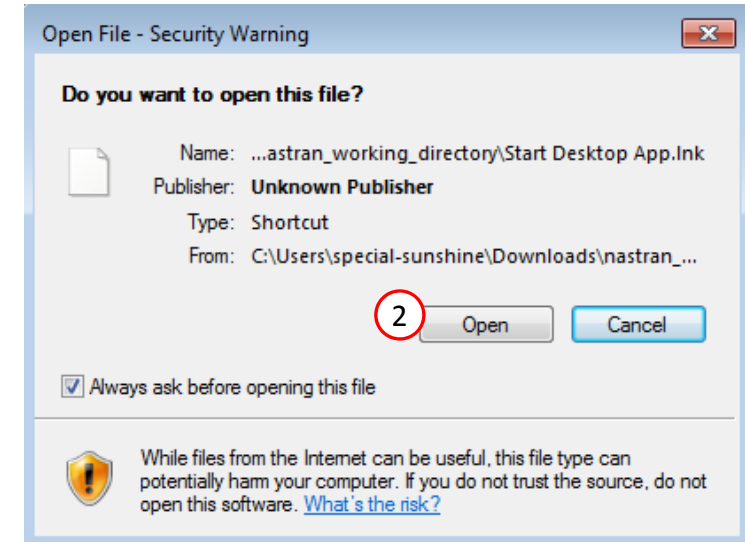 Open File - Security Warning
Do you want to open this file?
Name: ...astran_working_directory\Start Desktop App.lnk
Publisher: Unknown Publisher
Type: Shortcut
From: C:\Users\special-sunshine\Downloads\nastran_...
2 Open Cancel
Always ask before opening this file
While files from the Internet can be useful, this file type can
potentially harm your computer. If you do not trust the source, do not
open this software. What's the risk?